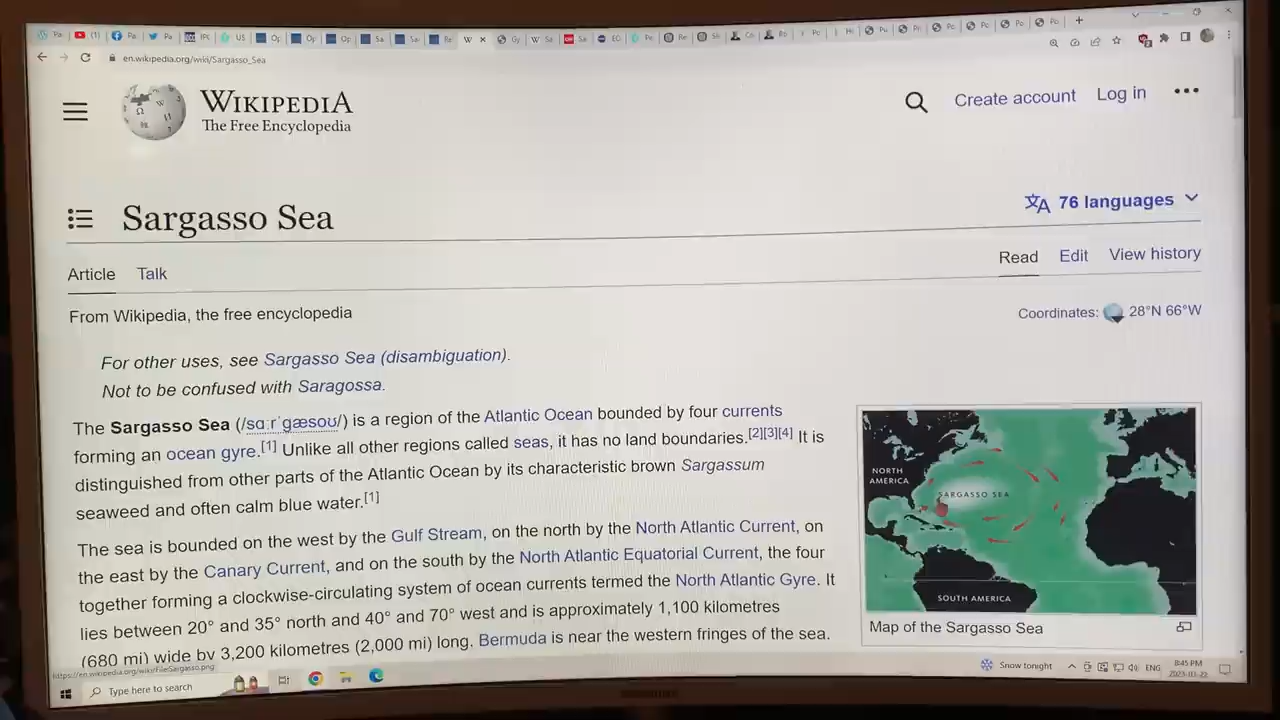 en.wikipedia.org/wiki/Sargasso_Sea
WIKIPEDIA
The Free Encyclopedia
Create account
Log in
Sargasso Sea
76 languages
Article
Talk
Read
Edit
View history
From Wikipedia, the free encyclopedia
Coordinates: 28°N 66°W
For other uses, see Sargasso Sea (disambiguation).
Not to be confused with Saragossa.
The Sargasso Sea (/sɑːrˈɡæsoʊ/) is a region of the Atlantic Ocean bounded by four currents
forming an ocean gyre.[1] Unlike all other regions called seas, it has no land boundaries.[2][3][4] It is
distinguished from other parts of the Atlantic Ocean by its characteristic brown Sargassum
seaweed and often calm blue water.[1]
The sea is bounded on the west by the Gulf Stream, on the north by the North Atlantic Current, on
the east by the Canary Current, and on the south by the North Atlantic Equatorial Current, the four
together forming a clockwise-circulating system of ocean currents termed the North Atlantic Gyre. It
lies between 20° and 35° north and 40° and 70° west and is approximately 1,100 kilometres
(680 mi) wide by 3,200 kilometres (2,000 mi) long. Bermuda is near the western fringes of the sea.
NORTH
AMERICA
SARGASSO SEA
SOUTH AMERICA
Map of the Sargasso Sea
https://en.wikipedia.org/wiki/File:Sargasso.png
Type here to search
Snow tonight
ENG
8:45 PM